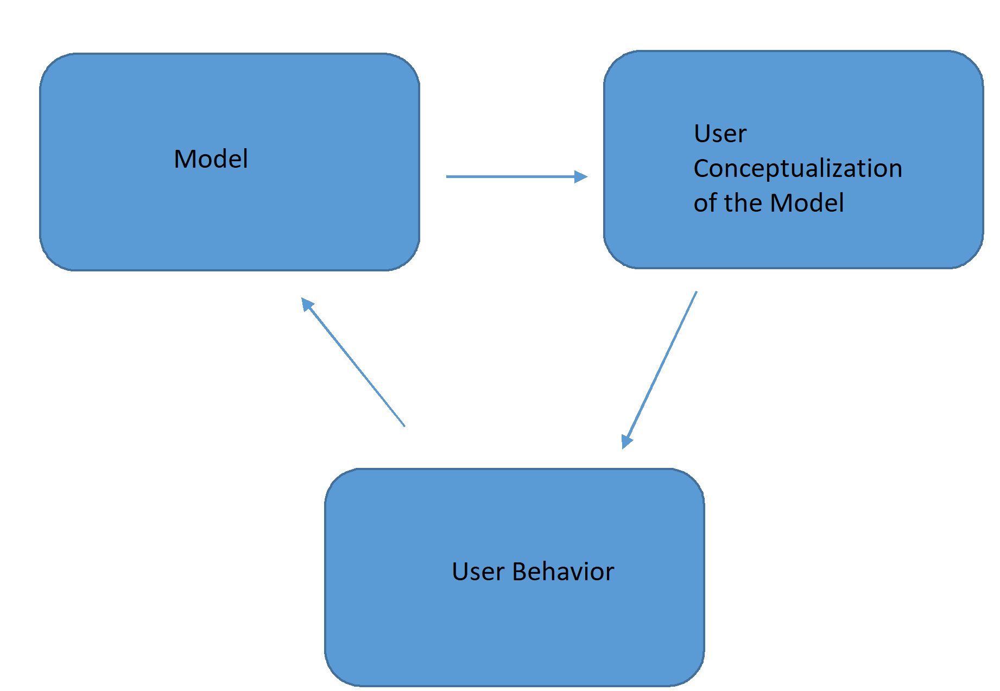 Model
User
Conceptualization
of the Model
User Behavior